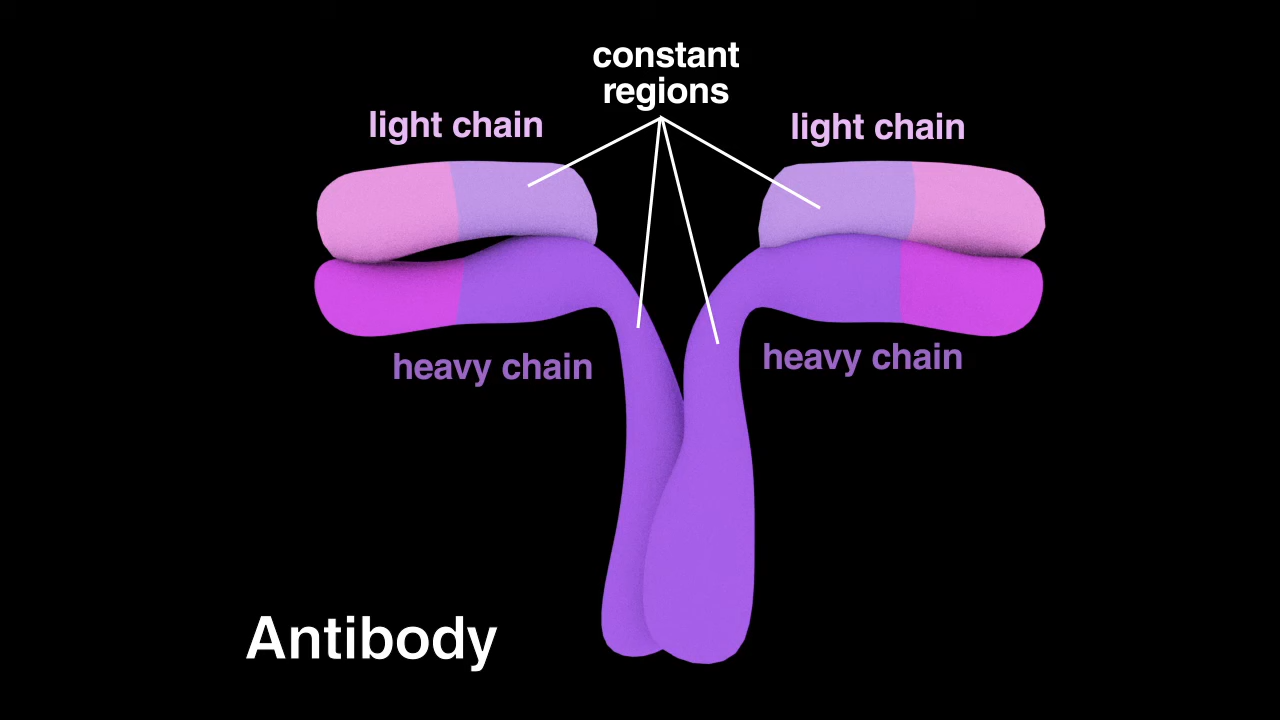 constant
regions
light chain
light chain
heavy chain
heavy chain
Antibody